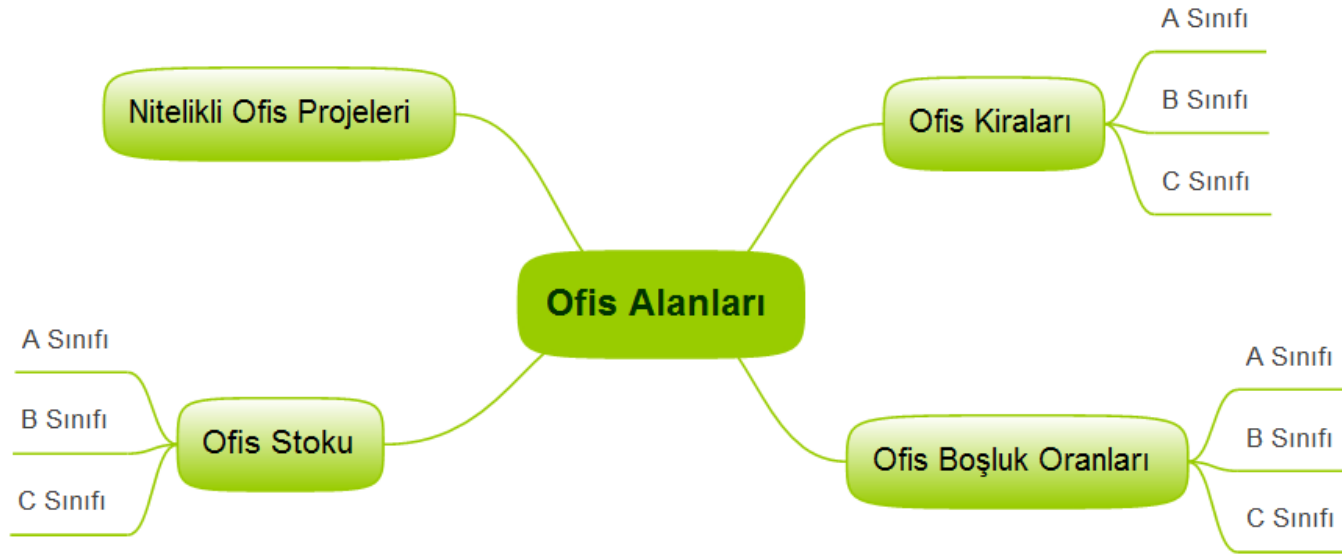 Ofis Alanları
Nitelikli Ofis Projeleri
Ofis Kiraları
A Sınıfı
B Sınıfı
C Sınıfı
Ofis Stoku
A Sınıfı
B Sınıfı
C Sınıfı
Ofis Boşluk Oranları
A Sınıfı
B Sınıfı
C Sınıfı